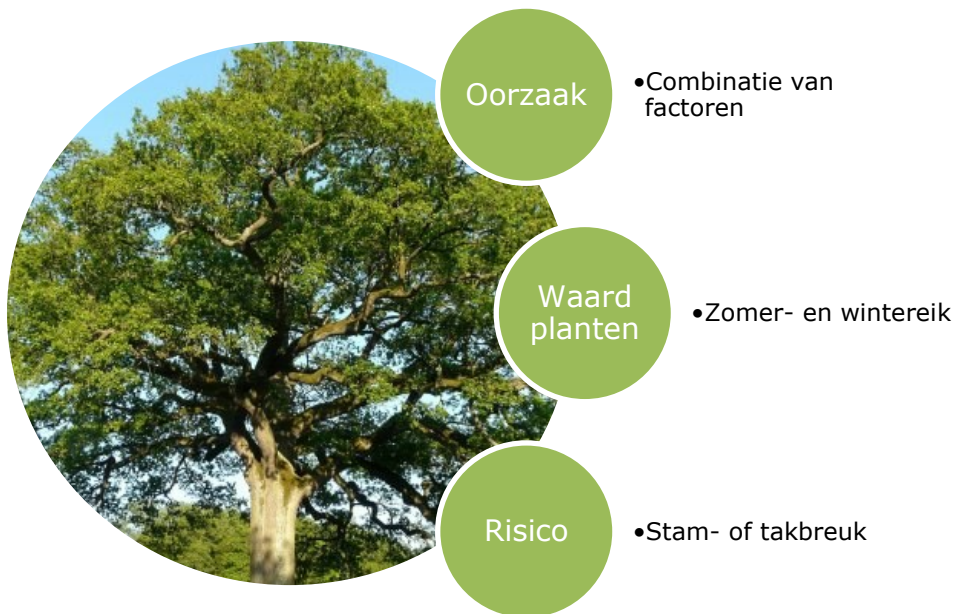 Oorzaak
•Combinatie van
factoren
Waard
planten
•Zomer- en wintereik
Risico
•Stam- of takbreuk